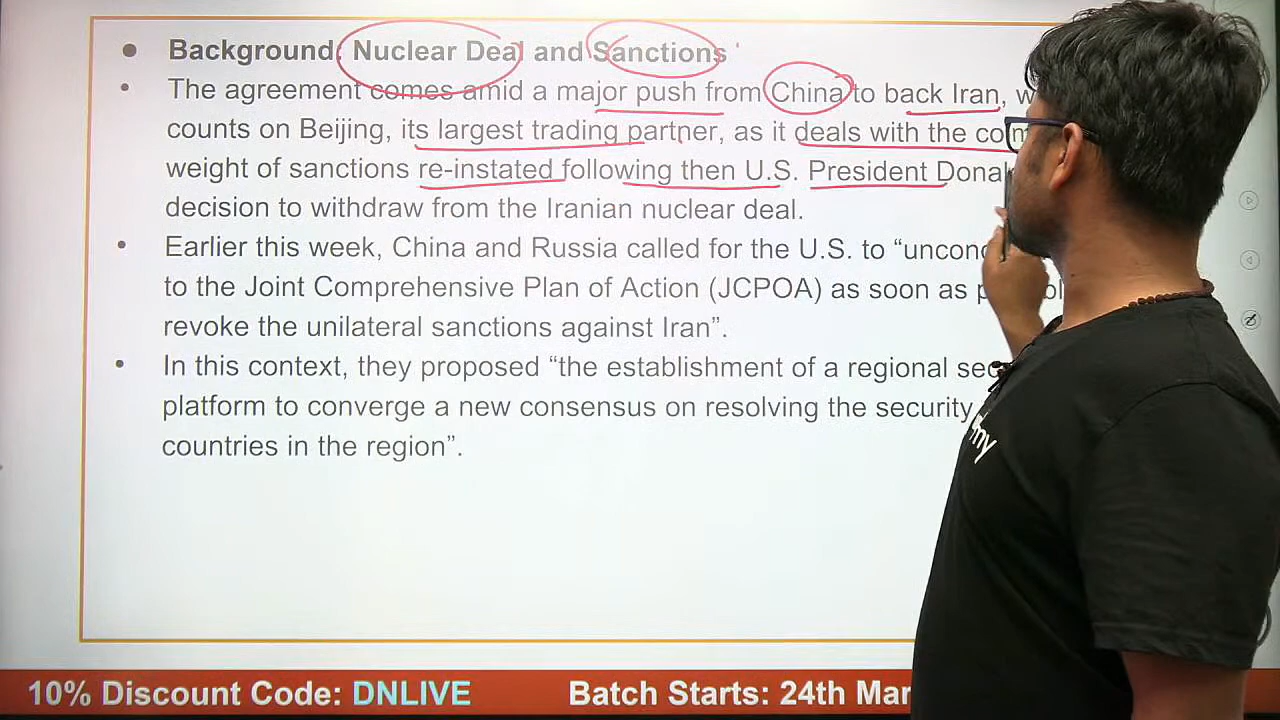 Background: Nuclear Deal and Sanctions
The agreement comes amid a major push from China to back Iran,
counts on Beijing, its largest trading partner, as it deals with the
weight of sanctions re-instated following then U.S. President
decision to withdraw from the Iranian nuclear deal.
Earlier this week, China and Russia called for the U.S. to
to the Joint Comprehensive Plan of Action (JCPOA) as soon as
revoke the unilateral sanctions against Iran”.
In this context, they proposed “the establishment of a regional
platform to converge a new consensus on resolving the security
countries in the region”.
10% Discount Code: DNLIVE
Batch Starts: 24th Mar